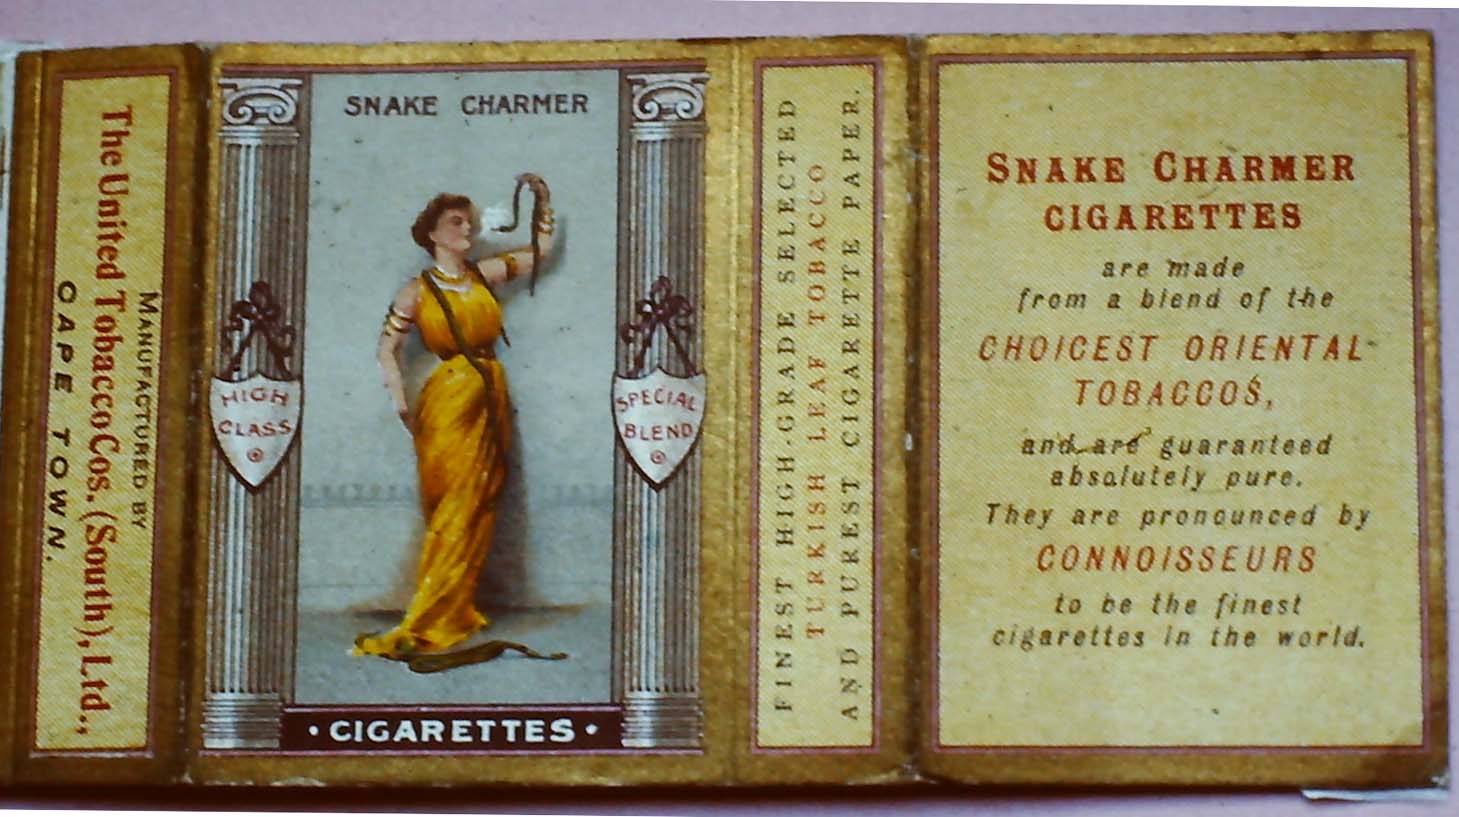 MANUFACTURED BY
The United Tobacco Cos. (South), Ltd.,
CAPE TOWN.
SNAKE CHARMER
HIGH
CLASS
SPECIAL
BLEND
• CIGARETTES •
FINEST HIGH-GRADE SELECTED
TURKISH LEAF TOBACCO
AND PUREST CIGARETTE PAPER.
SNAKE CHARMER
CIGARETTES
are made
from a blend of the
CHOICEST ORIENTAL
TOBACCOS,
and are guaranteed
absolutely pure.
They are pronounced by
CONNOISSEURS
to be the finest
cigarettes in the world.